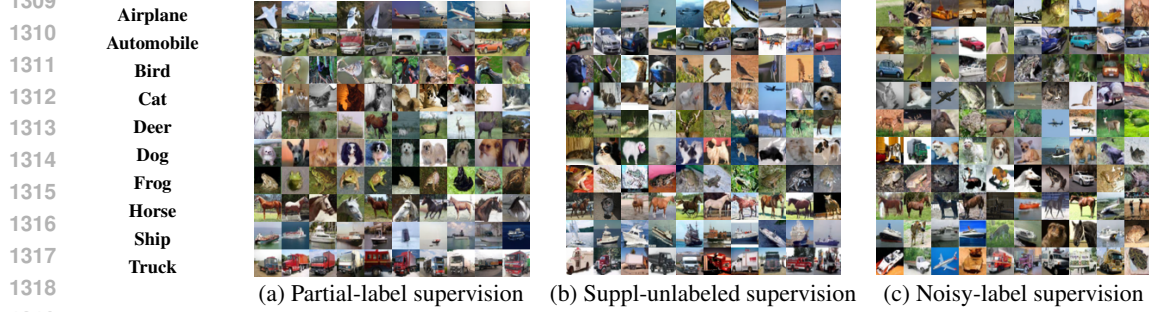 1309
Airplane
1310
Automobile
1311
Bird
1312
Cat
1313
Deer
1314
Dog
1315
Frog
1316
Horse
Ship
1317
Truck
1318
(a) Partial-label supervision
(b) Suppl-unlabeled supervision
(c) Noisy-label supervision